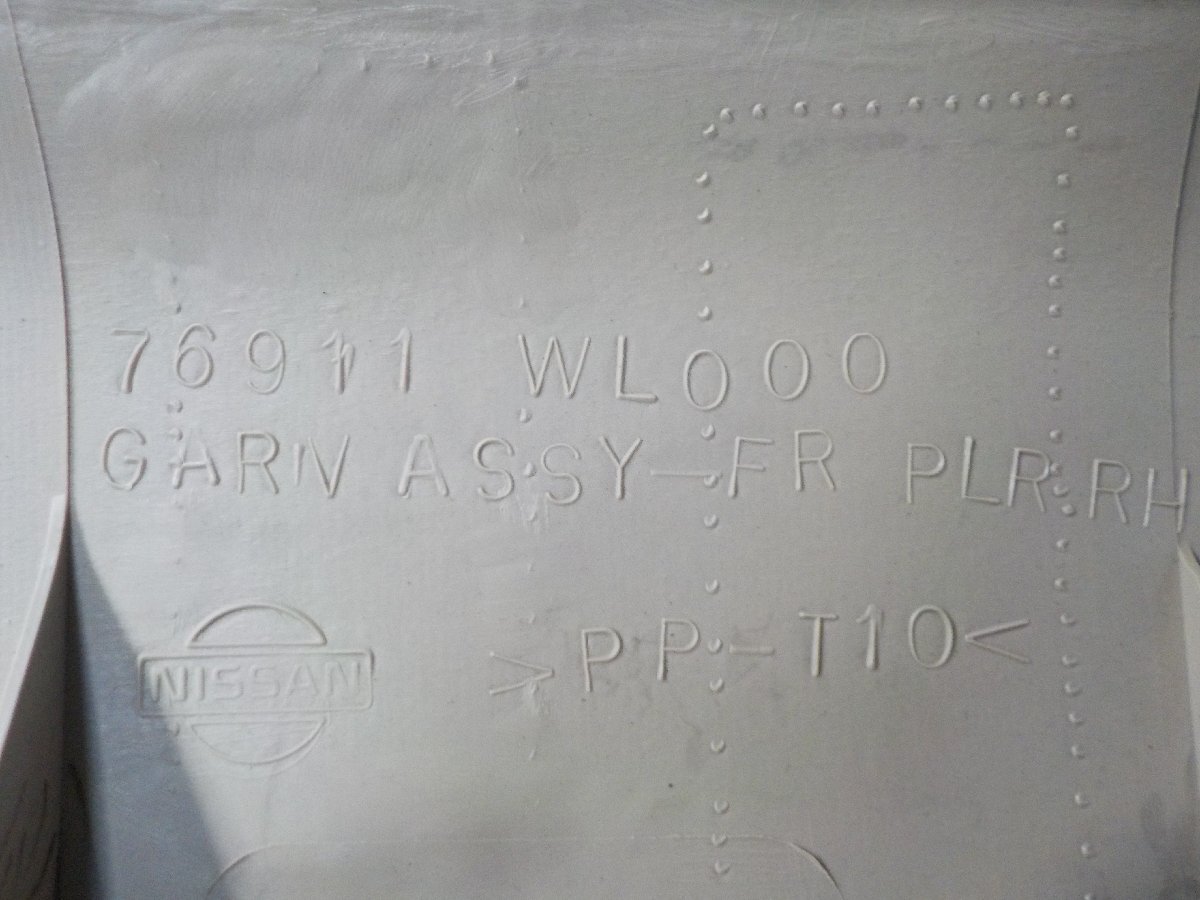 76911 WL000
GARN ASSY-FR PLR RH
NISSAN >PP-T10<